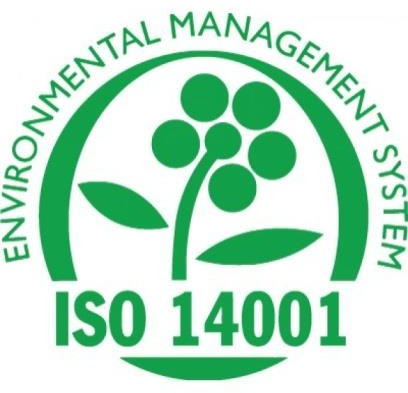 ENVIRONMENTAL MANAGEMENT SYSTEM
ISO 14001